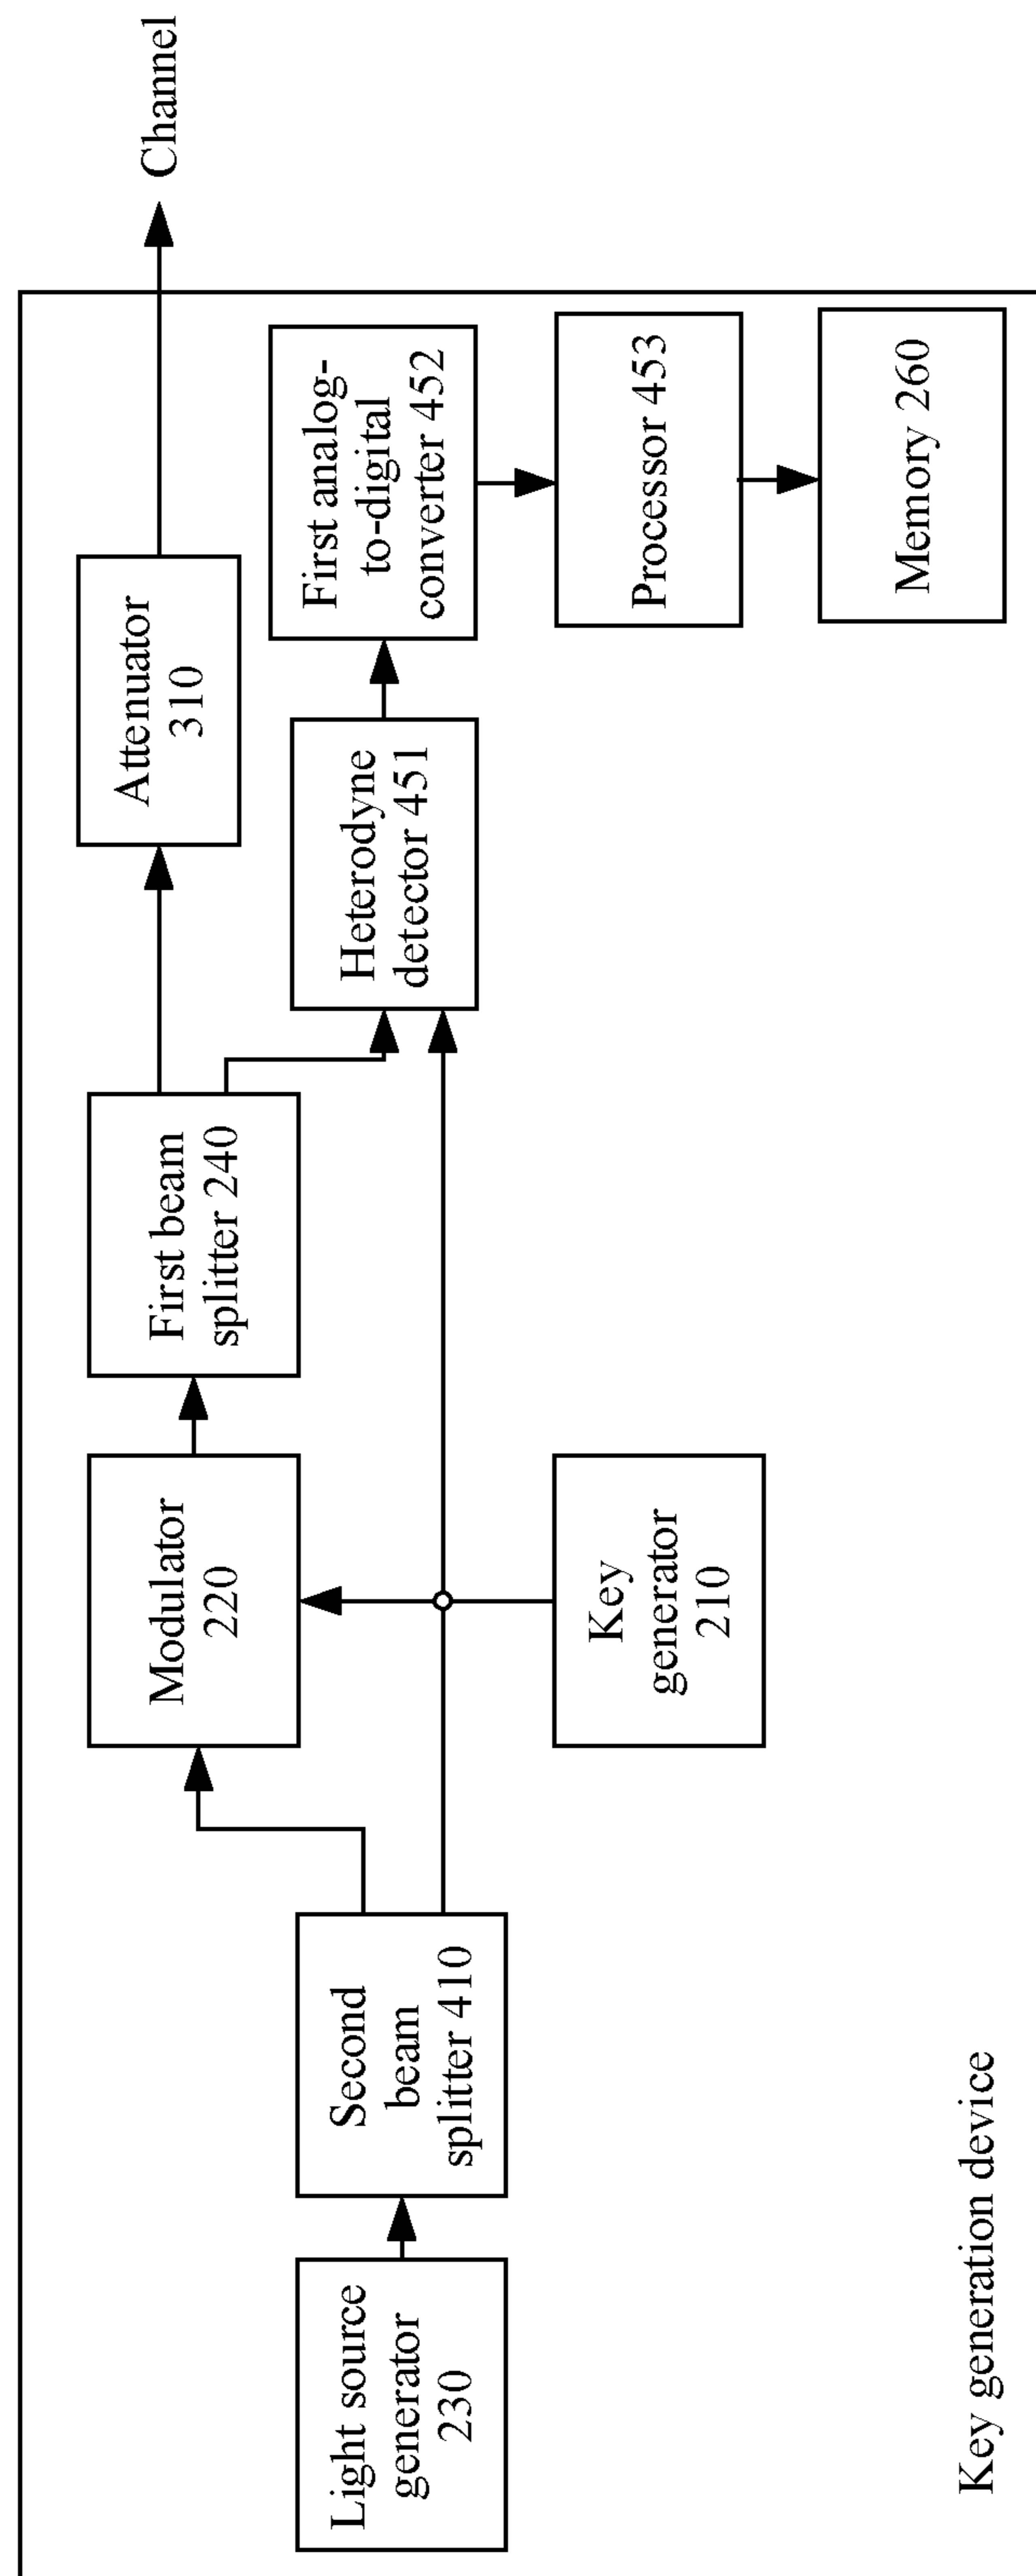 Channel
Attenuator
310
First analog-
to-digital
converter 452
Processor 453
Memory 260
Heterodyne
detector 451
First beam
splitter 240
Modulator
220
Key
generator
210
Second
beam
splitter 410
Light source
generator
230
Key generation device